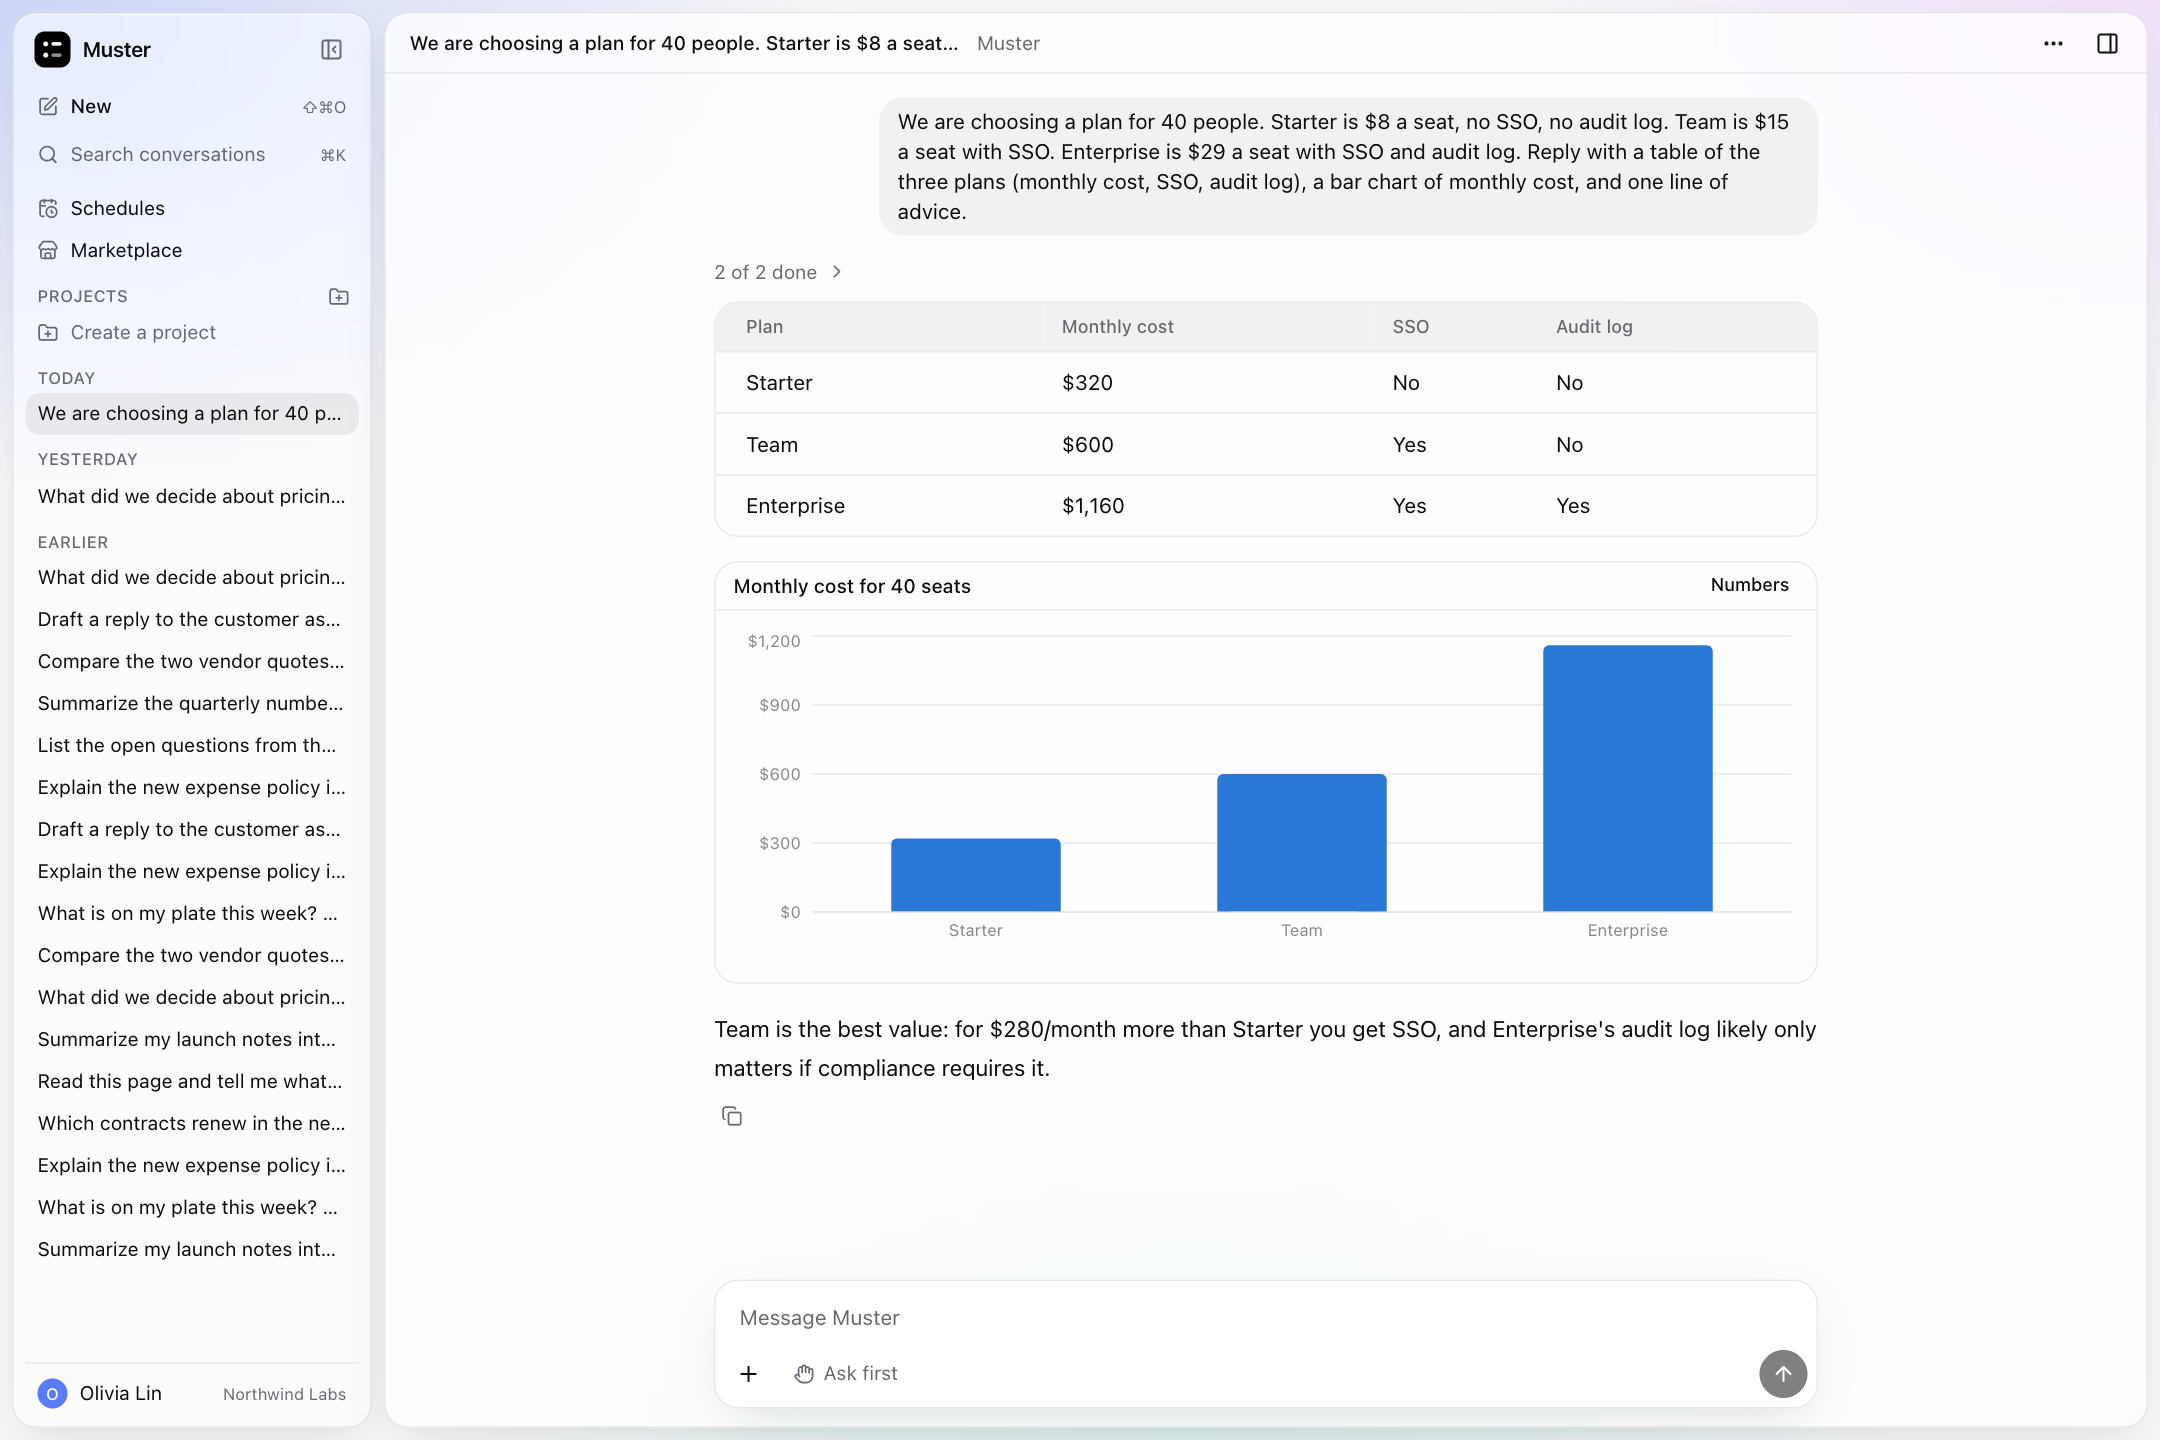 Muster
New ⇧⌘O
Search conversations ⌘K
Schedules
Marketplace
PROJECTS
Create a project
TODAY
We are choosing a plan for 40 p...
YESTERDAY
What did we decide about pricin...
EARLIER
What did we decide about pricin...
Draft a reply to the customer as...
Compare the two vendor quotes...
Summarize the quarterly numbe...
List the open questions from th...
Explain the new expense policy i...
Draft a reply to the customer as...
Explain the new expense policy i...
What is on my plate this week? ...
Compare the two vendor quotes...
What did we decide about pricin...
Summarize my launch notes int...
Read this page and tell me what...
Which contracts renew in the ne...
Explain the new expense policy i...
What is on my plate this week? ...
Summarize my launch notes int...
O Olivia Lin Northwind Labs
We are choosing a plan for 40 people. Starter is $8 a seat... Muster
We are choosing a plan for 40 people. Starter is $8 a seat, no SSO, no audit log. Team is $15
a seat with SSO. Enterprise is $29 a seat with SSO and audit log. Reply with a table of the
three plans (monthly cost, SSO, audit log), a bar chart of monthly cost, and one line of
advice.
2 of 2 done
Plan Monthly cost SSO Audit log
Starter $320 No No
Team $600 Yes No
Enterprise $1,160 Yes Yes
Monthly cost for 40 seats Numbers
$1,200
$900
$600
$300
$0
Starter Team Enterprise
Team is the best value: for $280/month more than Starter you get SSO, and Enterprise's audit log likely only
matters if compliance requires it.
Message Muster
Ask first